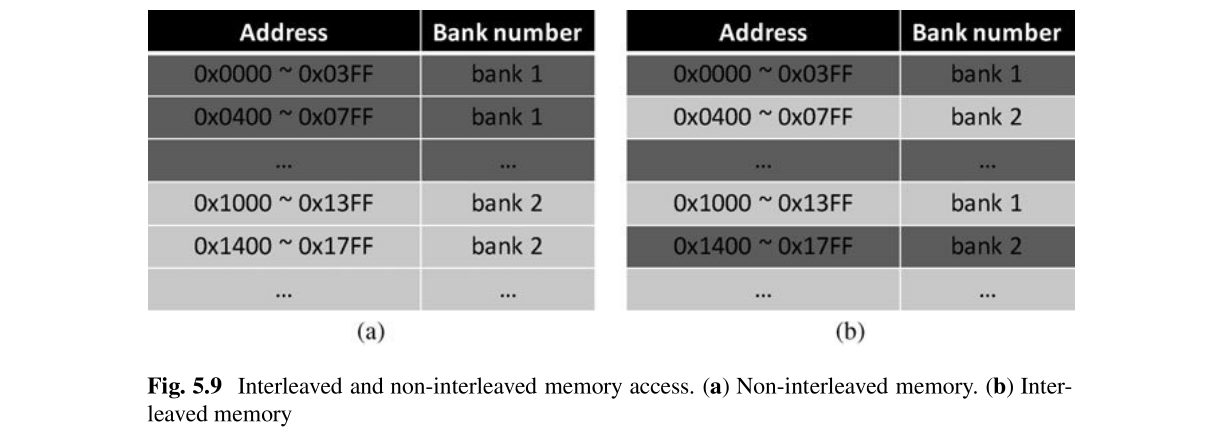 Address Bank number Address Bank number
0x0000 ~ 0x03FF bank 1 0x0000 ~ 0x03FF bank 1
0x0400 ~ 0x07FF bank 1 0x0400 ~ 0x07FF bank 2
... ... ... ...
0x1000 ~ 0x13FF bank 2 0x1000 ~ 0x13FF bank 1
0x1400 ~ 0x17FF bank 2 0x1400 ~ 0x17FF bank 2
... ... ... ...
(a) (b)
Fig. 5.9 Interleaved and non-interleaved memory access. (a) Non-interleaved memory. (b) Inter-
leaved memory